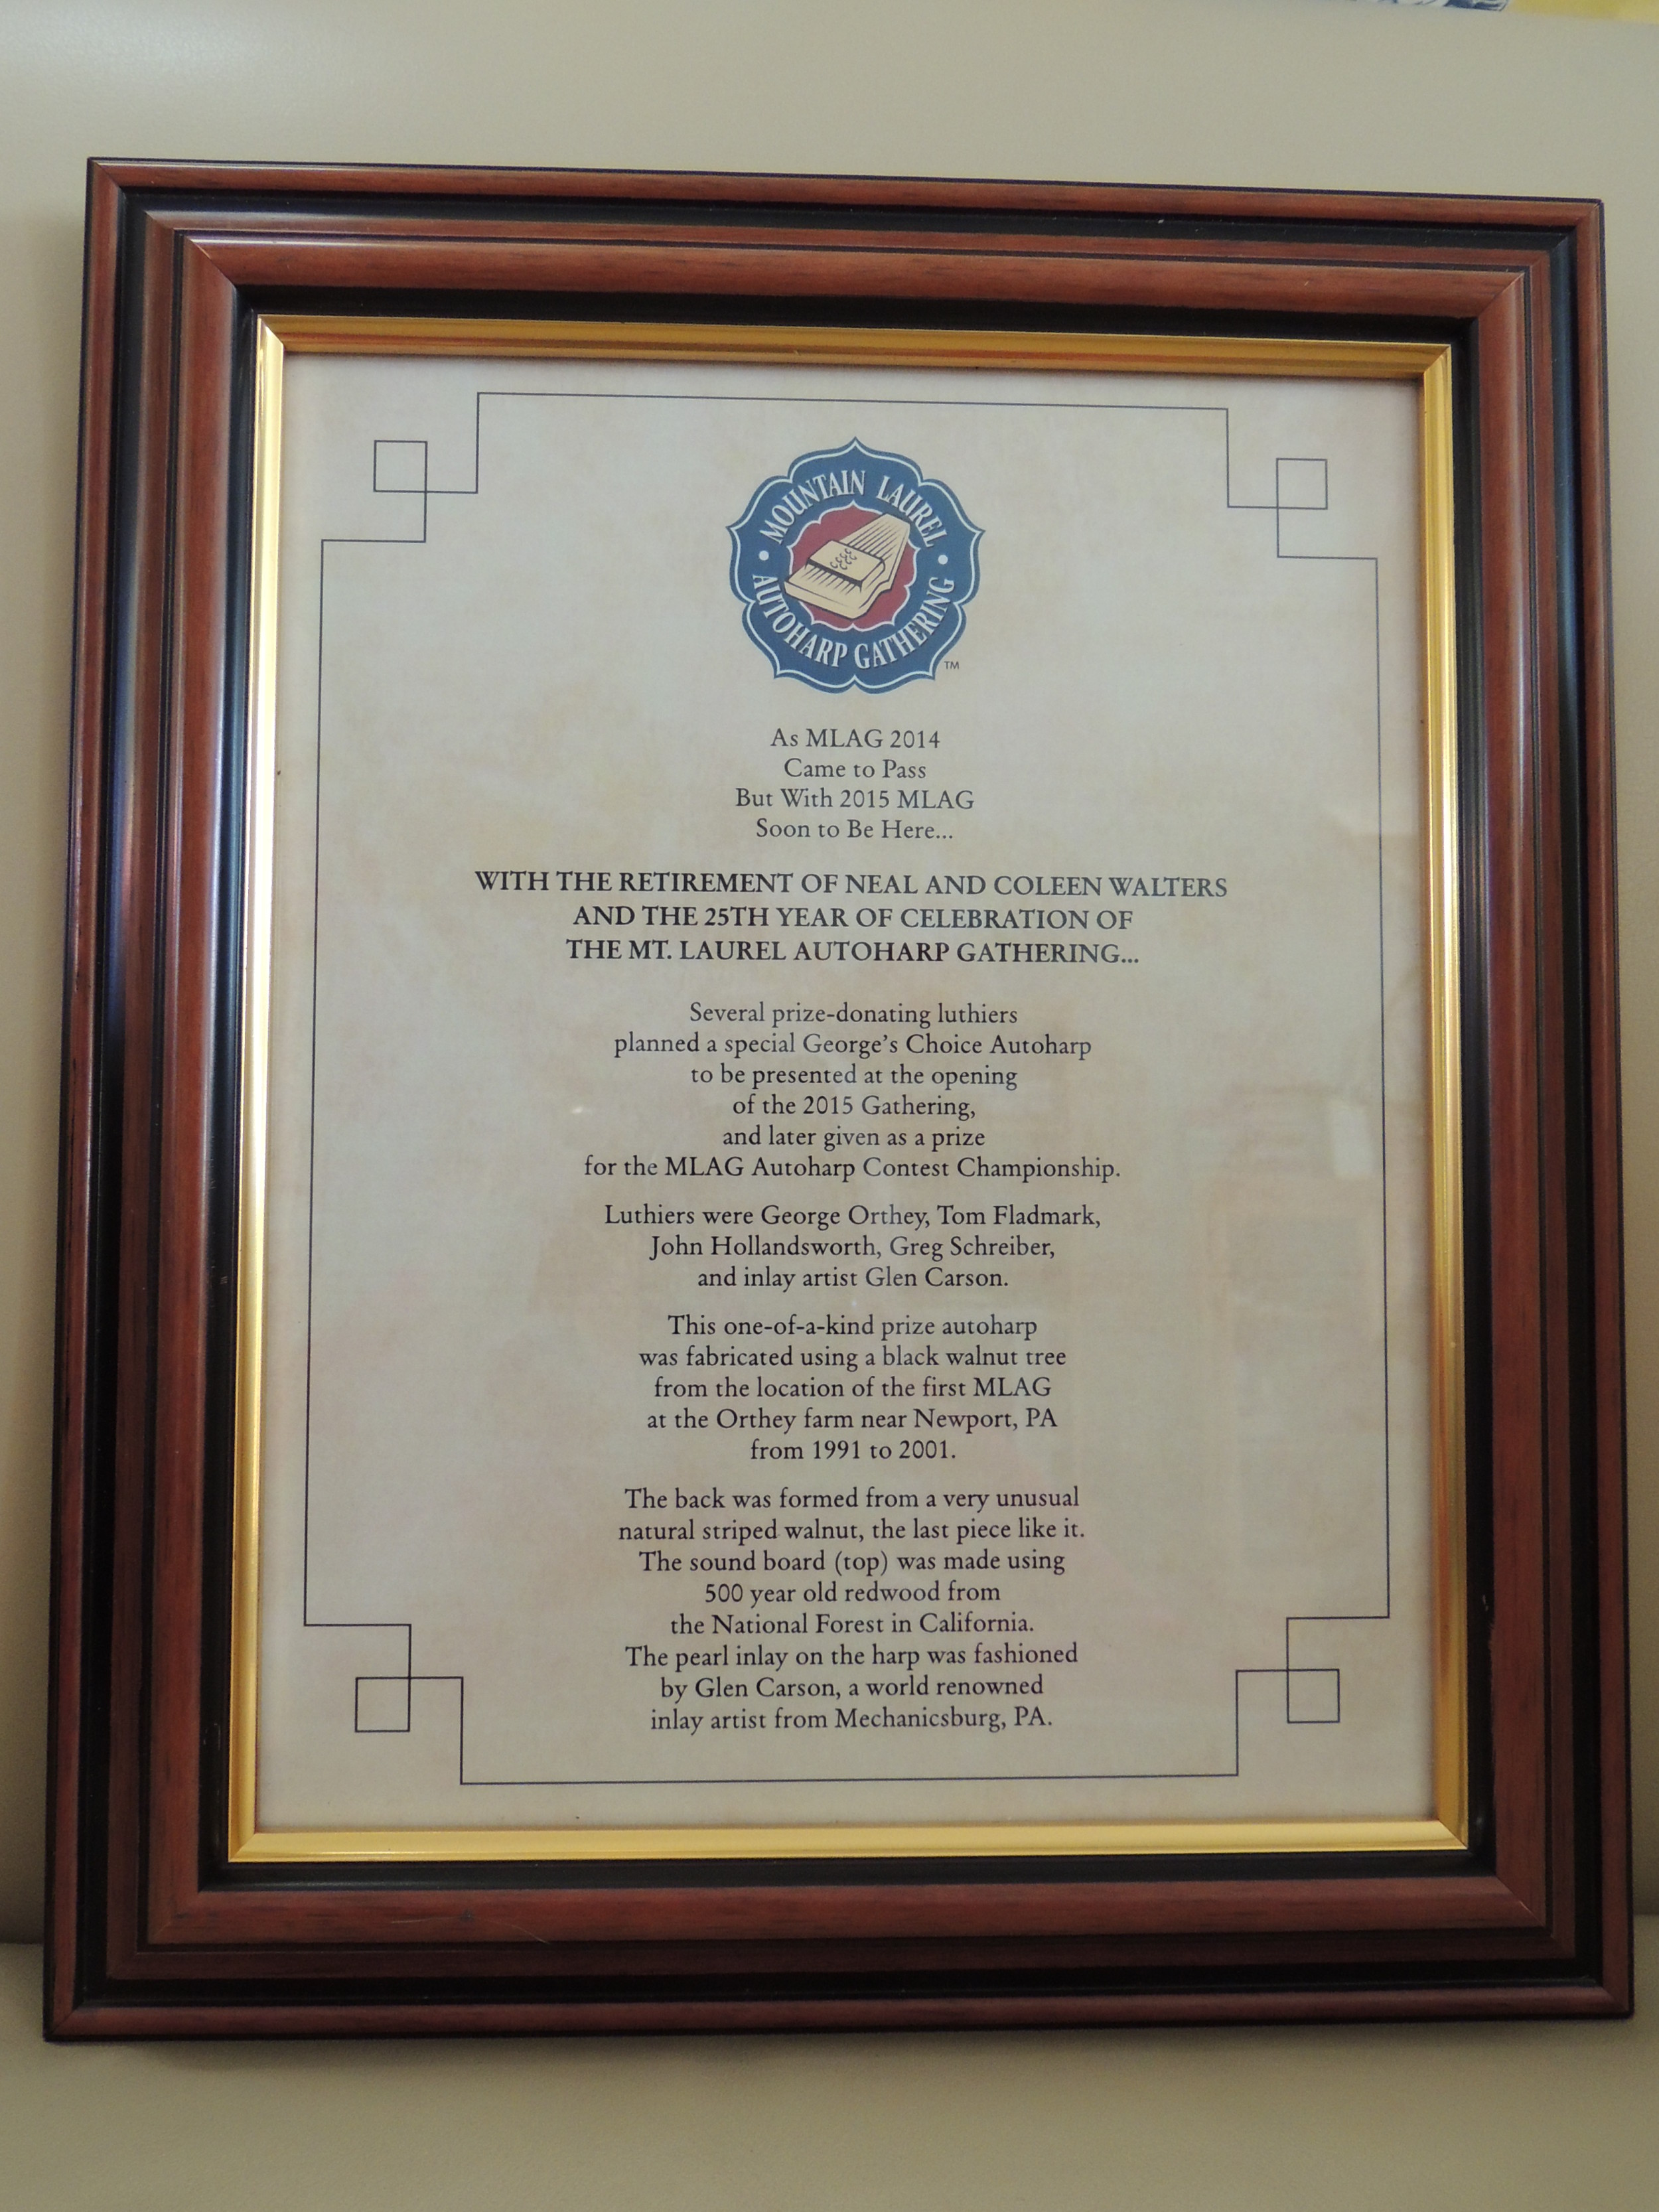 MOUNTAIN LAUREL
AUTOHARP GATHERING
TM
As MLAG 2014
Came to Pass
But With 2015 MLAG
Soon to Be Here...
WITH THE RETIREMENT OF NEAL AND COLEEN WALTERS
AND THE 25TH YEAR OF CELEBRATION OF
THE MT. LAUREL AUTOHARP GATHERING...
Several prize-donating luthiers
planned a special George's Choice Autoharp
to be presented at the opening
of the 2015 Gathering,
and later given as a prize
for the MLAG Autoharp Contest Championship.
Luthiers were George Orthey, Tom Fladmark,
John Hollandsworth, Greg Schreiber,
and inlay artist Glen Carson.
This one-of-a-kind prize autoharp
was fabricated using a black walnut tree
from the location of the first MLAG
at the Orthey farm near Newport, PA
from 1991 to 2001.
The back was formed from a very unusual
natural striped walnut, the last piece like it.
The sound board (top) was made using
500 year old redwood from
the National Forest in California.
The pearl inlay on the harp was fashioned
by Glen Carson, a world renowned
inlay artist from Mechanicsburg, PA.